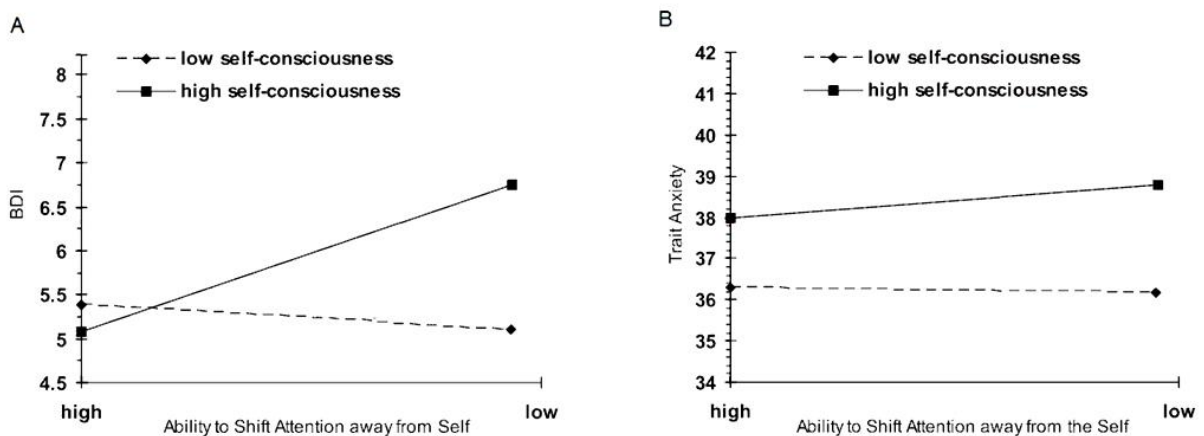 A
low self-consciousness
high self-consciousness
8
7.5
7
6.5
6
5.5
5
4.5
BDI
high
low
Ability to Shift Attention away from Self
B
low self-consciousness
high self-consciousness
42
41
40
39
38
37
36
35
34
Trait Anxiety
high
low
Ability to Shift Attention away from the Self